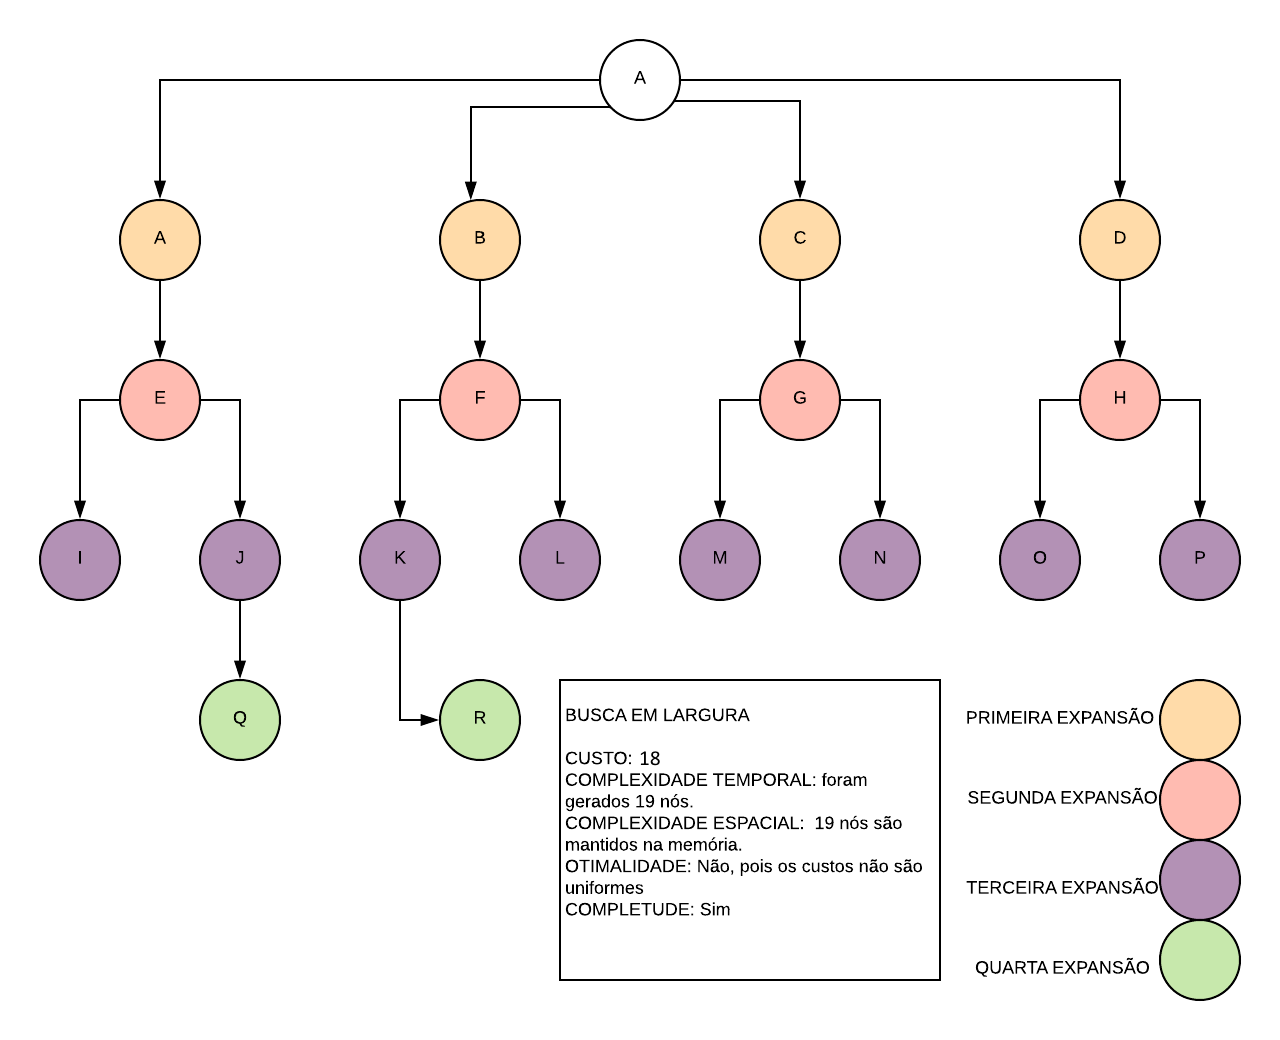 A
A
B
C
D
E
F
G
H
I
J
K
L
M
N
O
P
Q
R
BUSCA EM LARGURA
CUSTO: 18
COMPLEXIDADE TEMPORAL: foram
gerados 19 nós.
COMPLEXIDADE ESPACIAL: 19 nós são
mantidos na memória.
OTIMALIDADE: Não, pois os custos não são
uniformes
COMPLETUDE: Sim
PRIMEIRA EXPANSÃO
SEGUNDA EXPANSÃO
TERCEIRA EXPANSÃO
QUARTA EXPANSÃO